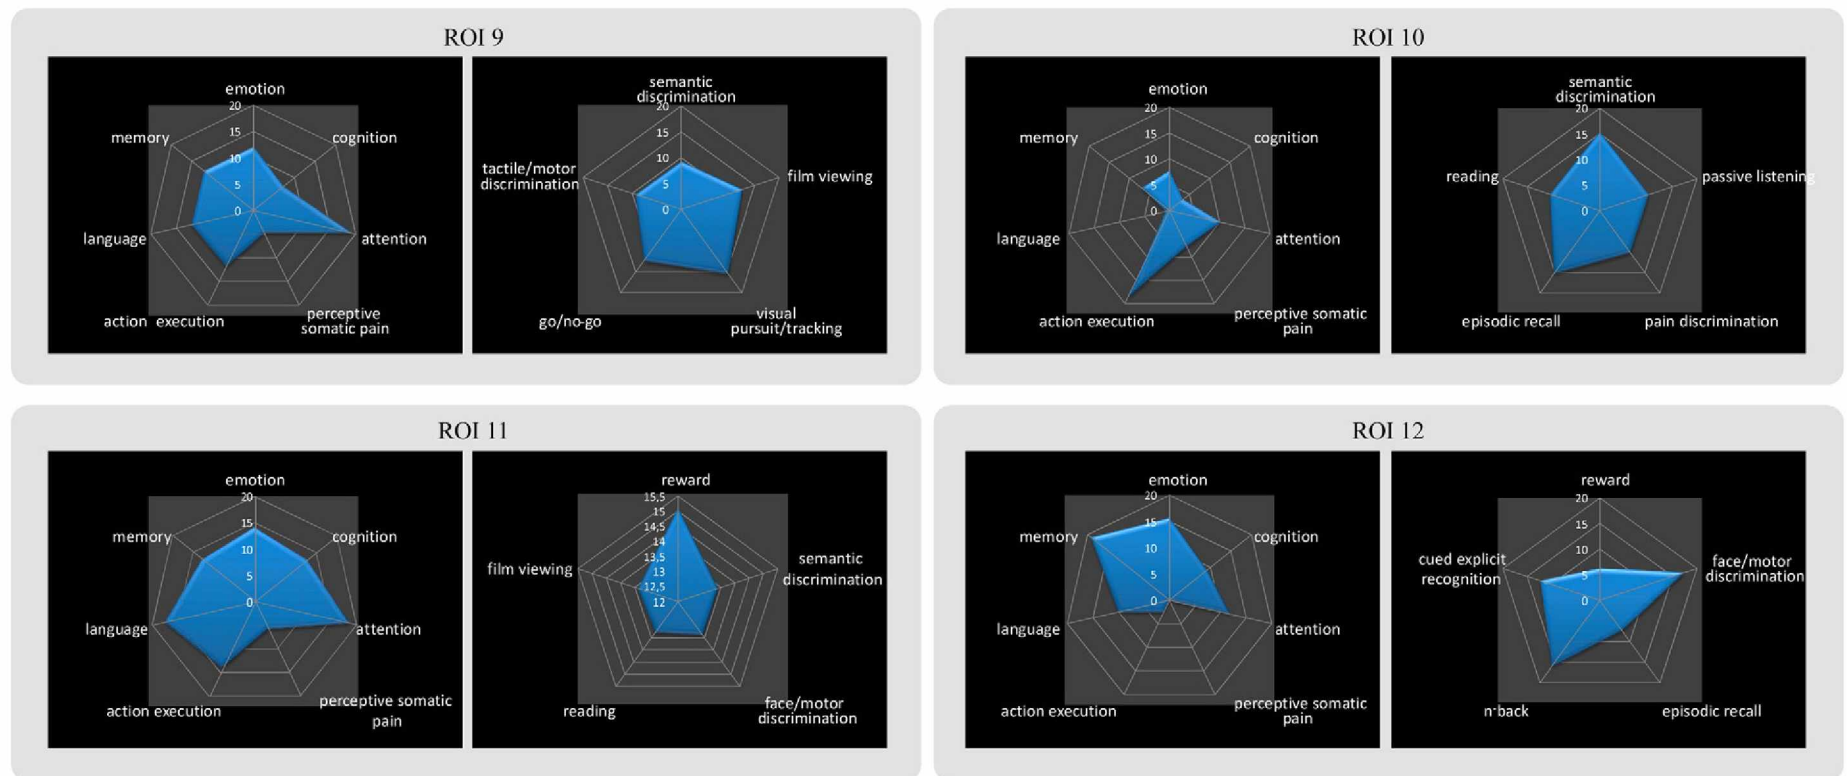 ROI 9
emotion
20
15
10
5
0
memory
cognition
language
attention
action execution
perceptive
somatic pain
semantic
discrimination
20
15
10
5
0
tactile/motor
discrimination
film viewing
go/no-go
visual
pursuit/tracking
ROI 10
emotion
20
15
10
5
0
memory
cognition
language
attention
action execution
perceptive somatic
pain
semantic
discrimination
20
15
10
5
0
reading
passive listening
episodic recall
pain discrimination
ROI 11
emotion
20
15
10
5
0
memory
cognition
language
attention
action execution
perceptive somatic
pain
reward
15,5
15
14,5
14
13,5
13
12,5
12
film viewing
semantic
discrimination
reading
face/motor
discrimination
ROI 12
emotion
20
15
10
5
0
memory
cognition
language
attention
action execution
perceptive somatic
pain
reward
20
15
10
5
0
cued explicit
recognition
face/motor
discrimination
n-back
episodic recall